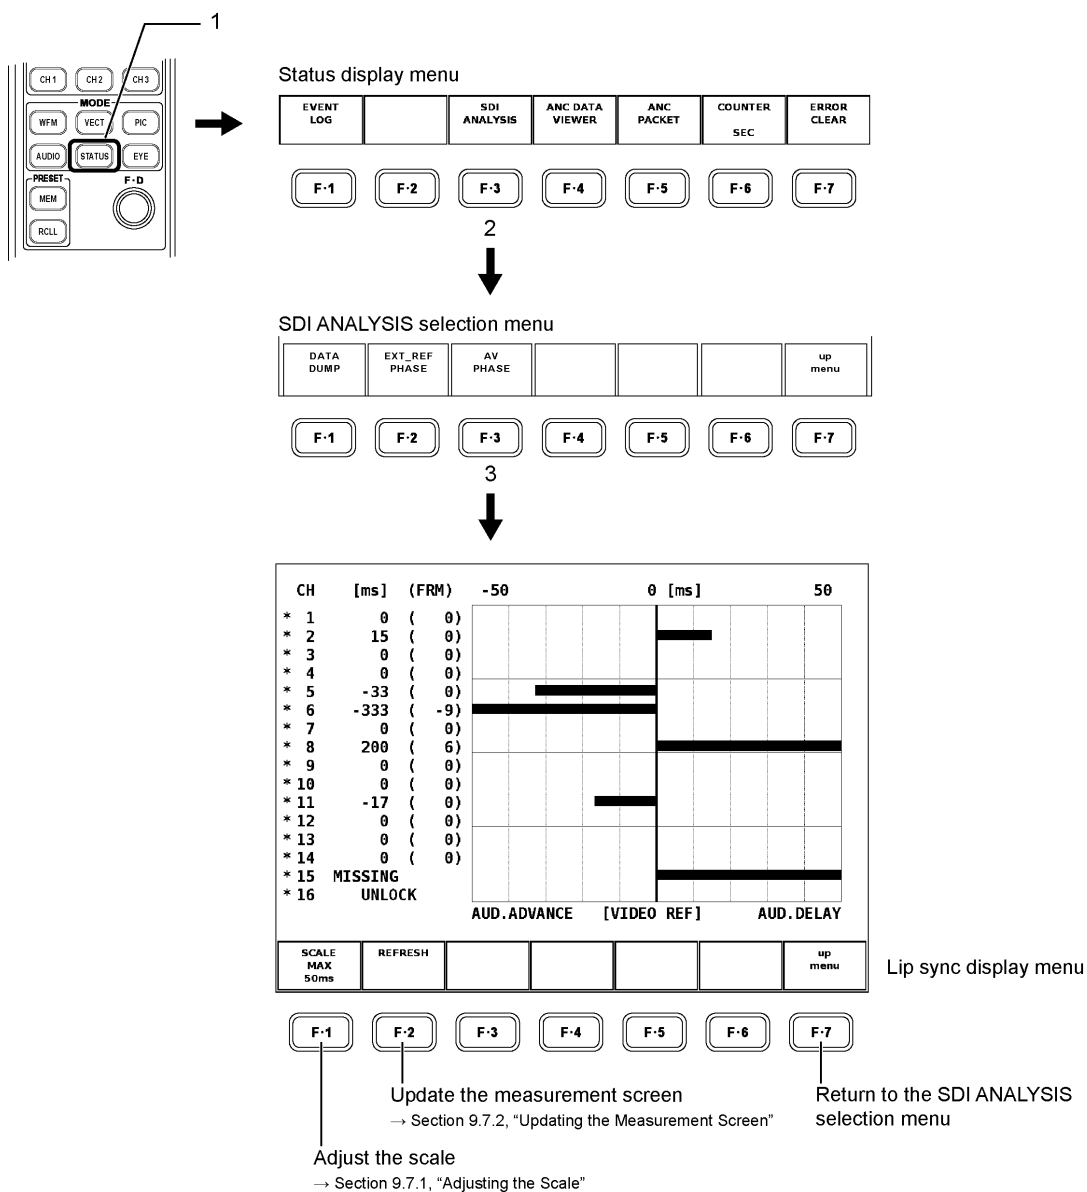 1
CH1 CH2 CH3
MODE
WFM VECT PIC
AUDIO STATUS EYE
PRESET F·D
MEM
RCLL
Status display menu
EVENT SDI ANC DATA ANC COUNTER ERROR
LOG ANALYSIS VIEWER PACKET CLEAR
SEC
F·1 F·2 F·3 F·4 F·5 F·6 F·7
2
SDI ANALYSIS selection menu
DATA EXT_REF AV up
DUMP PHASE PHASE menu
F·1 F·2 F·3 F·4 F·5 F·6 F·7
3
CH [ms] (FRM) -50 0 [ms] 50
* 1 0 ( 0)
* 2 15 ( 0)
* 3 0 ( 0)
* 4 0 ( 0)
* 5 -33 ( 0)
* 6 -333 ( -9)
* 7 0 ( 0)
* 8 200 ( 6)
* 9 0 ( 0)
* 10 0 ( 0)
* 11 -17 ( 0)
* 12 0 ( 0)
* 13 0 ( 0)
* 14 0 ( 0)
* 15 MISSING
* 16 UNLOCK
AUD.ADVANCE [VIDEO REF] AUD.DELAY
SCALE REFRESH up
MAX menu
50ms
Lip sync display menu
F·1 F·2 F·3 F·4 F·5 F·6 F·7
Update the measurement screen
→ Section 9.7.2, “Updating the Measurement Screen”
Return to the SDI ANALYSIS
selection menu
Adjust the scale
→ Section 9.7.1, “Adjusting the Scale”